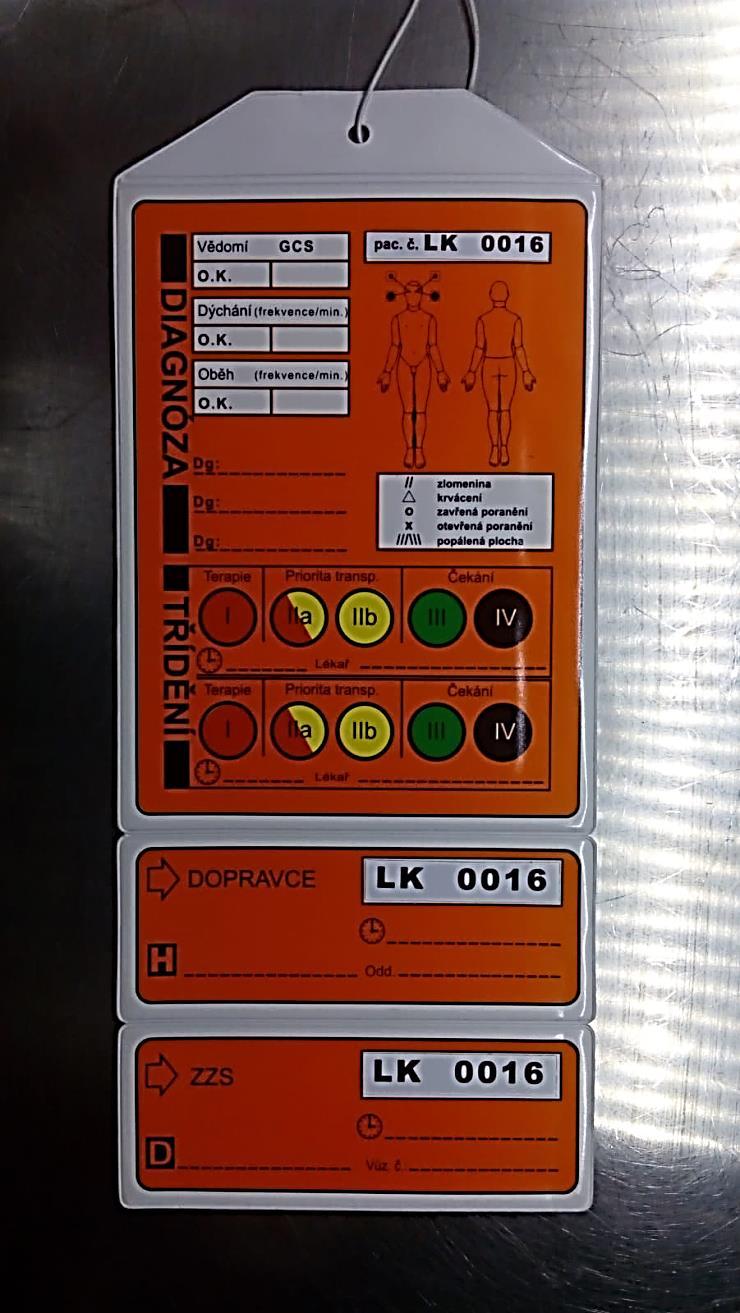 Vědomí GCS
O.K.
pac. č. LK 0016
Dýchání (frekvence/min.)
O.K.
Oběh (frekvence/min.)
O.K.
DIAGNÓZA
Dg:
Dg:
Dg:
// zlomenina
△ krvácení
o zavřená poranění
x otevřená poranění
///\\\ popálená plocha
TŘÍDĚNÍ
Terapie Priorita transp. Čekání
I IIa IIb III IV
Lékař
Terapie Priorita transp. Čekání
I IIa IIb III IV
Lékař
DOPRAVCE LK 0016
H Odd.
ZZS LK 0016
D Vůz č.: